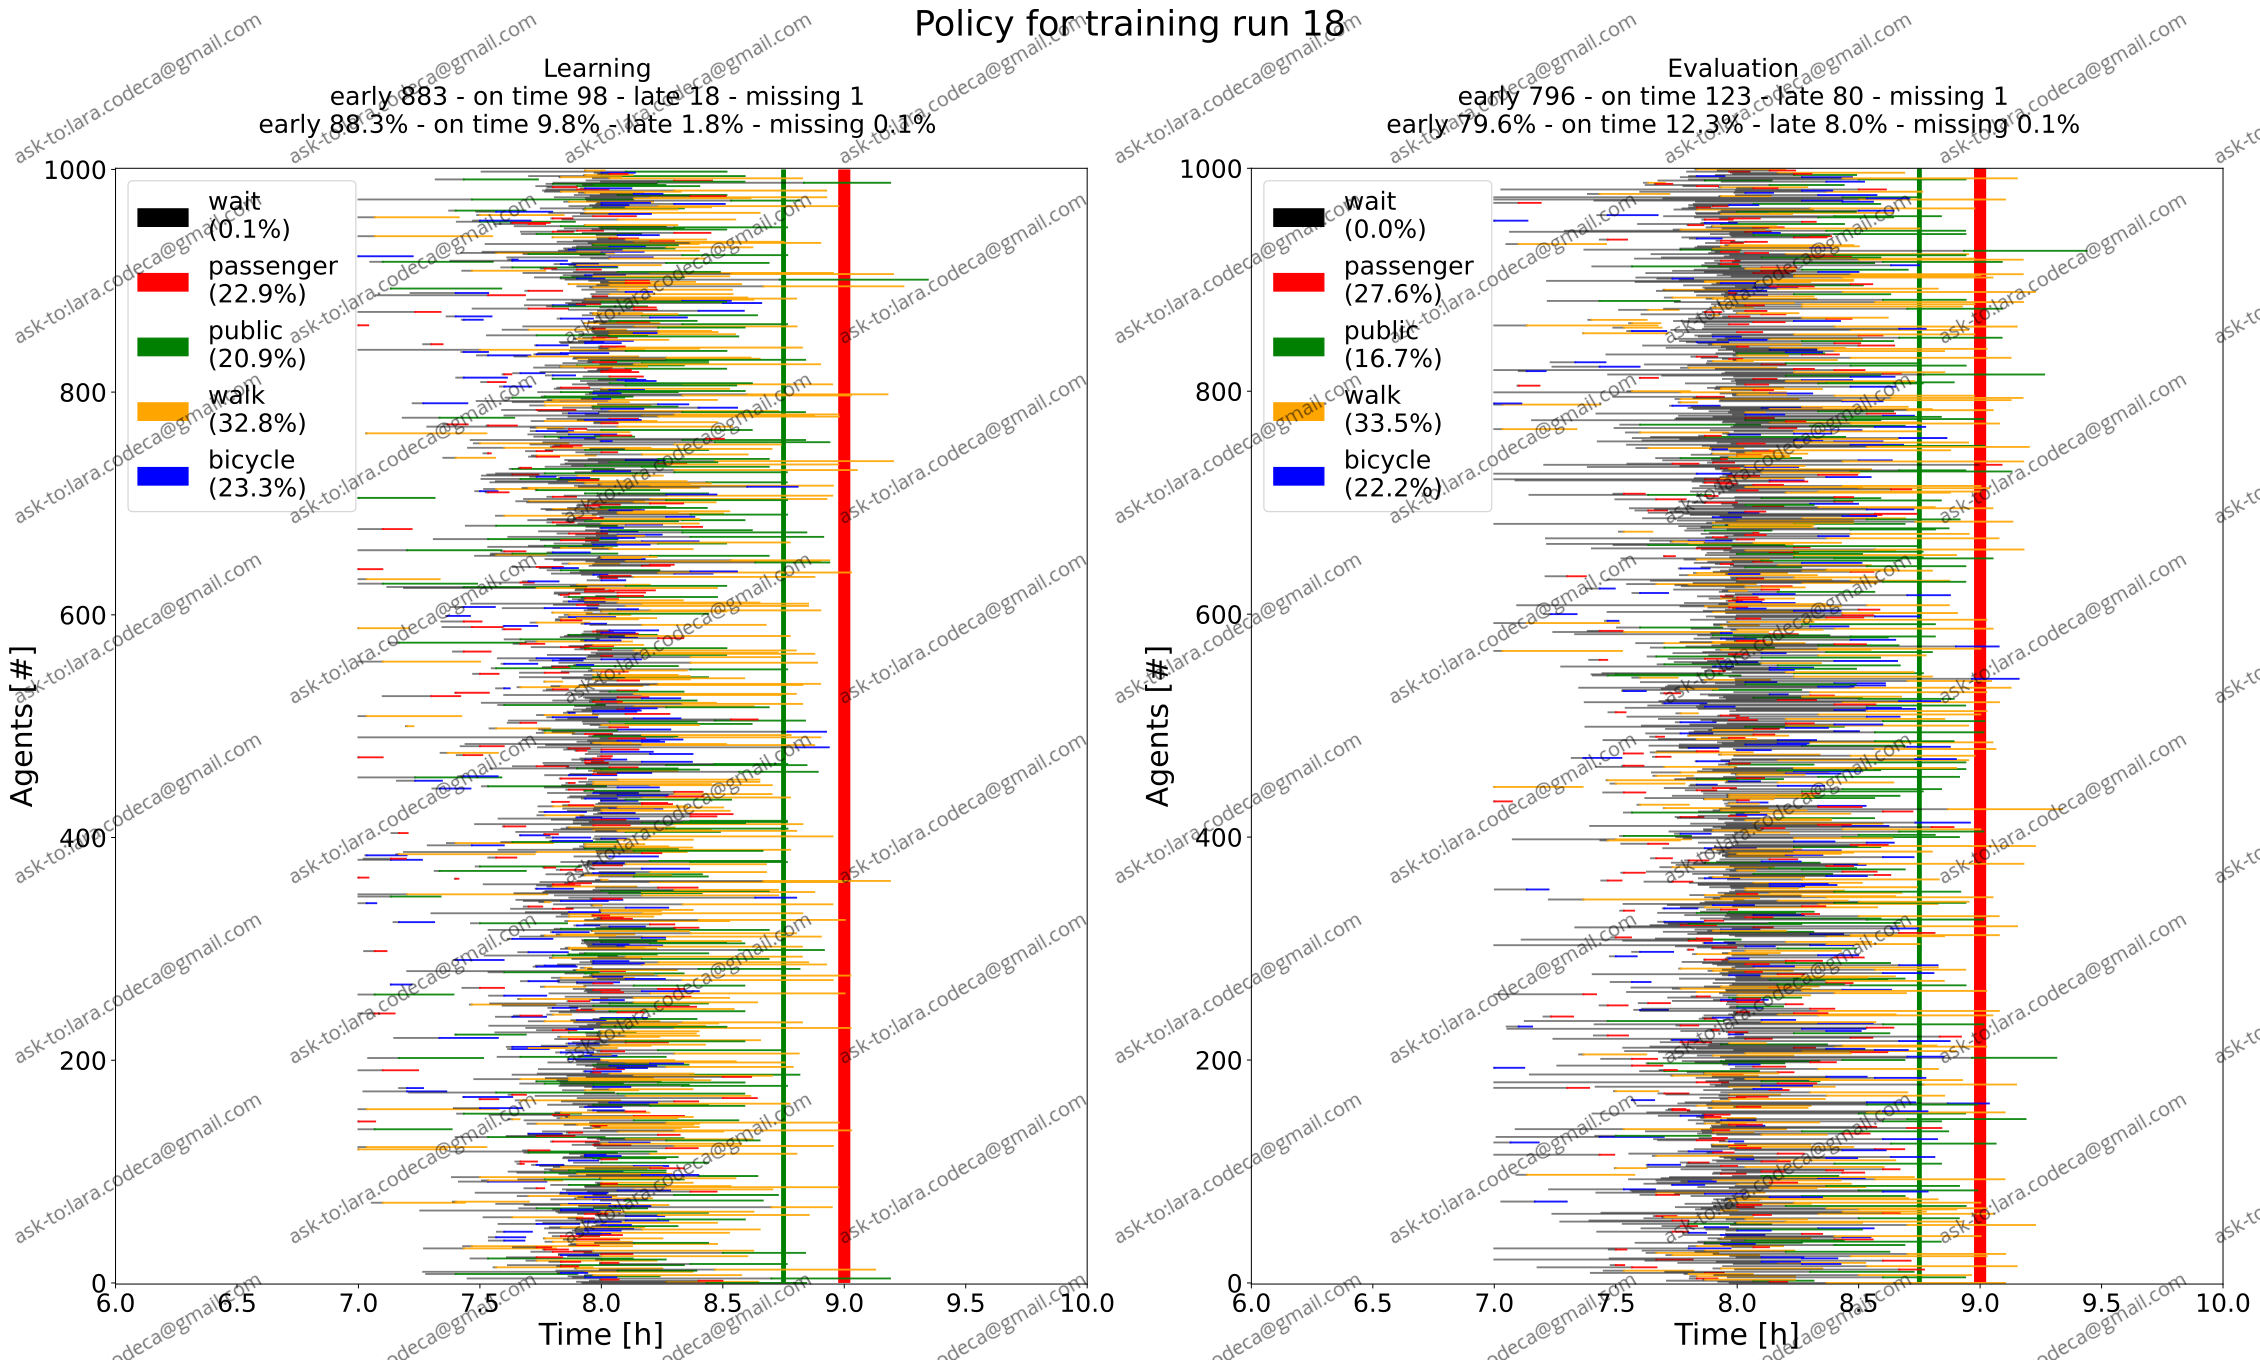 Policy for training run 18
Learning
early 883 - on time 98 - late 18 - missing 1
early 88.3% - on time 9.8% - late 1.8% - missing 0.1%
wait
(0.1%)
passenger
(22.9%)
public
(20.9%)
walk
(32.8%)
bicycle
(23.3%)
1000
800
600
400
200
0
Agents [#]
6.0 6.5 7.0 7.5 8.0 8.5 9.0 9.5 10.0
Time [h]
Evaluation
early 796 - on time 123 - late 80 - missing 1
early 79.6% - on time 12.3% - late 8.0% - missing 0.1%
wait
(0.0%)
passenger
(27.6%)
public
(16.7%)
walk
(33.5%)
bicycle
(22.2%)
1000
800
600
400
200
0
Agents [#]
6.0 6.5 7.0 7.5 8.0 8.5 9.0 9.5 10.0
Time [h]
ask-to:lara.codeca@gmail.com